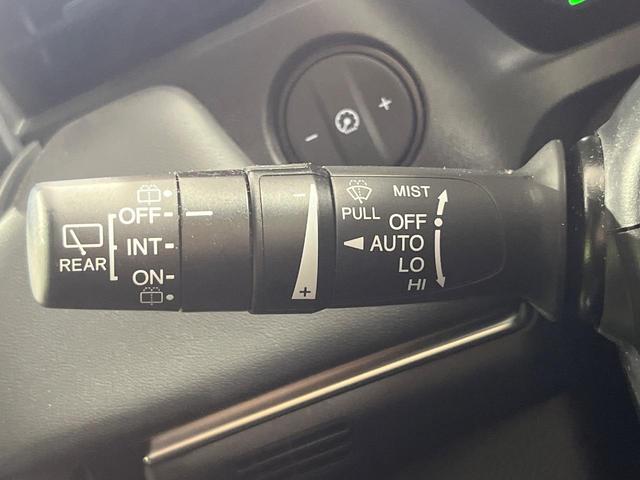 OFF
INT
ON
REAR
- +
- +
MIST
PULL
OFF
AUTO
LO
HI